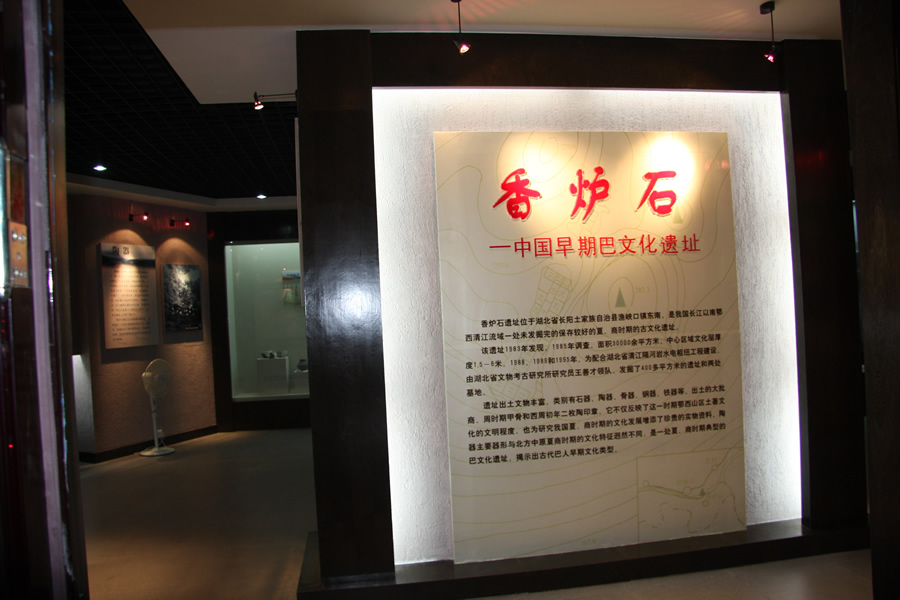 香炉石
—中国早期巴文化遗址
香炉石遗址位于湖北省长阳土家族自治县渔峡口镇东南，是我国长江以南鄂
西清江流域一处未发掘完的保存较好的夏、商时期的古文化遗址。
该遗址1983年发现，1985年调查，面积30000余平方米，中心区域文化层厚
度1.5—6米，1988、1989和1995年，为配合湖北省清江隔河岩水电枢纽工程建设，
由湖北省文物考古研究所研究员王善才领队，发掘了400多平方米的遗址和两处
墓地。
遗址出土文物丰富，类别有石器、陶器、骨器、铜器、铁器等，出土的大批
商、周时期甲骨和西周初年二枚陶印章，它不仅反映了这一时期鄂西山区土著文
化的文明程度，也为研究我国夏、商时期的文化发展增添了珍贵的实物资料，陶
器主要器形与北方中原夏商时期的文化特征迥然不同，是一处夏、商时期典型的
巴文化遗址，揭示出古代巴人早期文化类型。